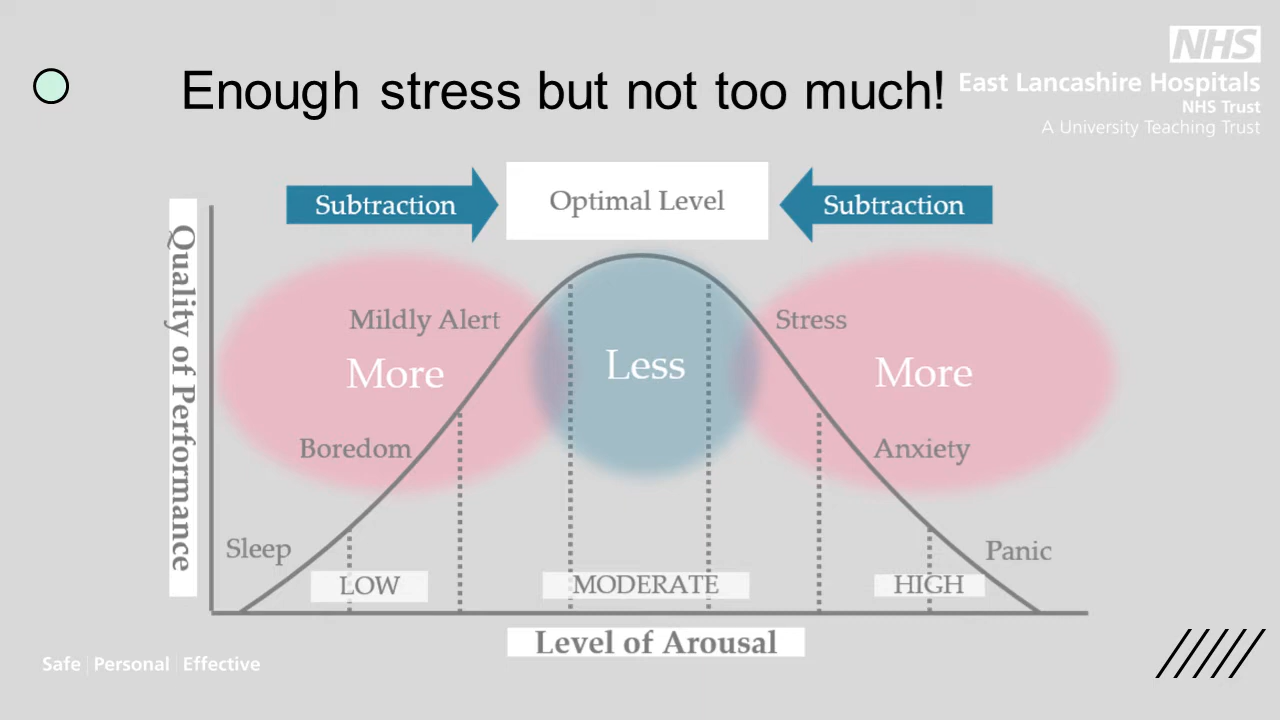 Enough stress but not too much!
NHS
East Lancashire Hospitals
NHS Trust
A University Teaching Trust
Subtraction
Optimal Level
Subtraction
Quality of Performance
Mildly Alert
Stress
More
Less
More
Boredom
Anxiety
Sleep
Panic
LOW
MODERATE
HIGH
Level of Arousal
Safe Personal Effective